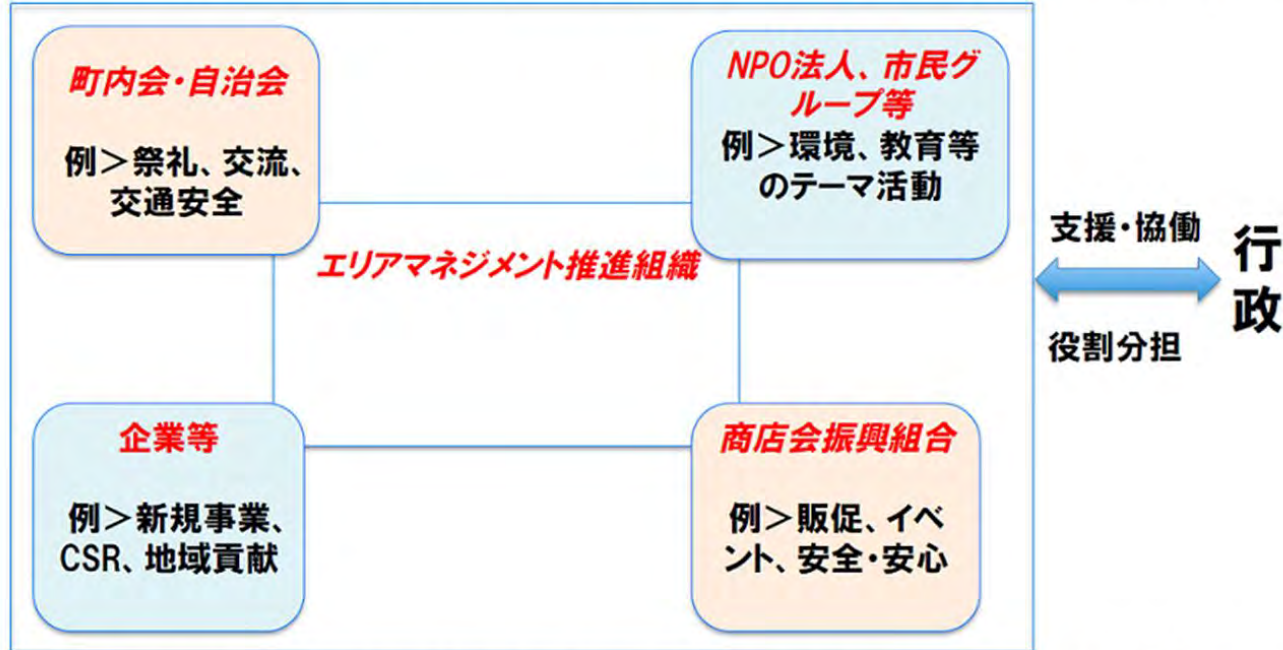 町内会・自治会
例＞祭礼、交流、
交通安全
NPO法人、市民グ
ループ等
例＞環境、教育等
のテーマ活動
エリアマネジメント推進組織
企業等
例＞新規事業、
CSR、地域貢献
商店会振興組合
例＞販促、イベ
ント、安全・安心
支援・協働
役割分担
行
政